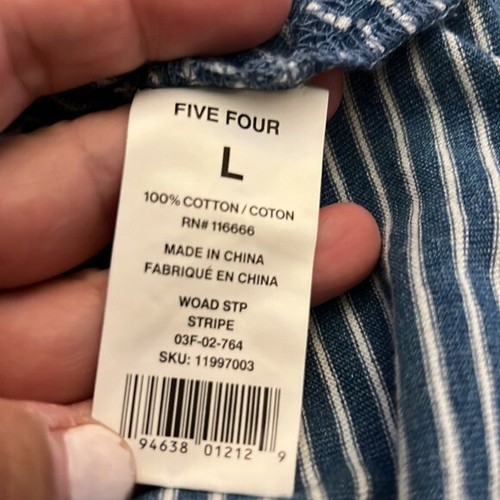 FIVE FOUR
L
100% COTTON / COTON
RN# 116666
MADE IN CHINA
FABRIQUÉ EN CHINA
WOAD STP
STRIPE
03F-02-764
SKU: 11997003
94638 01212 9